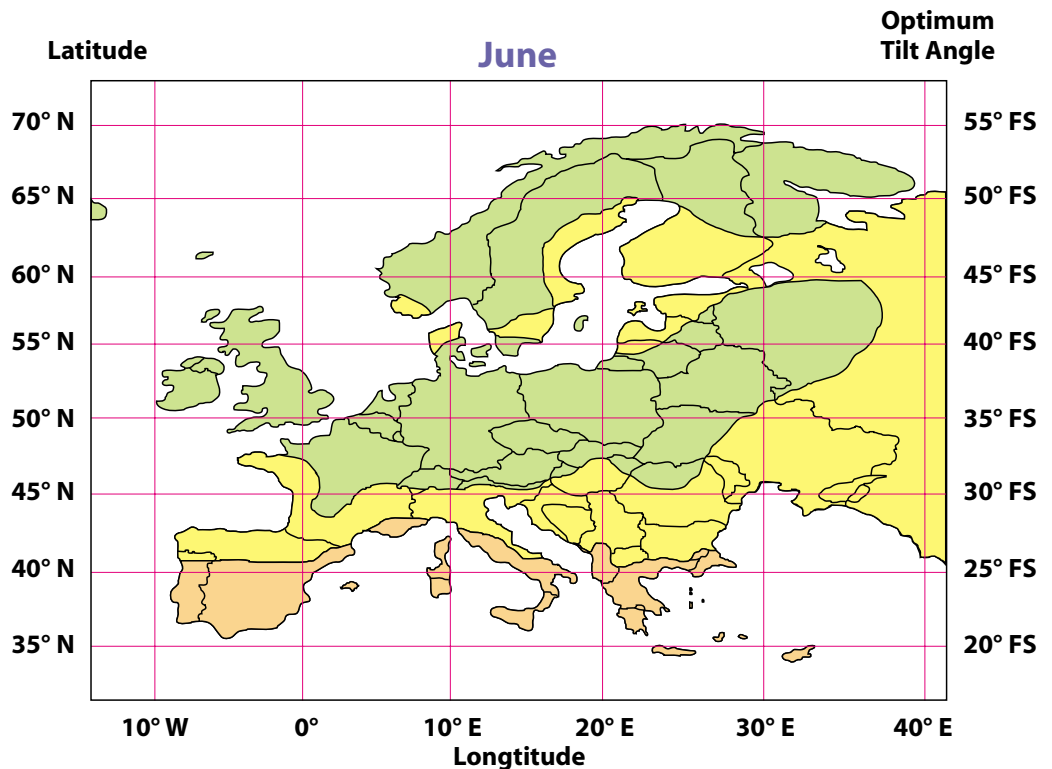 Optimum
Latitude June Tilt Angle
70° N 55° FS
65° N 50° FS
60° N 45° FS
55° N 40° FS
50° N 35° FS
45° N 30° FS
40° N 25° FS
35° N 20° FS
10° W 0° 10° E 20° E 30° E 40° E
Longtitude